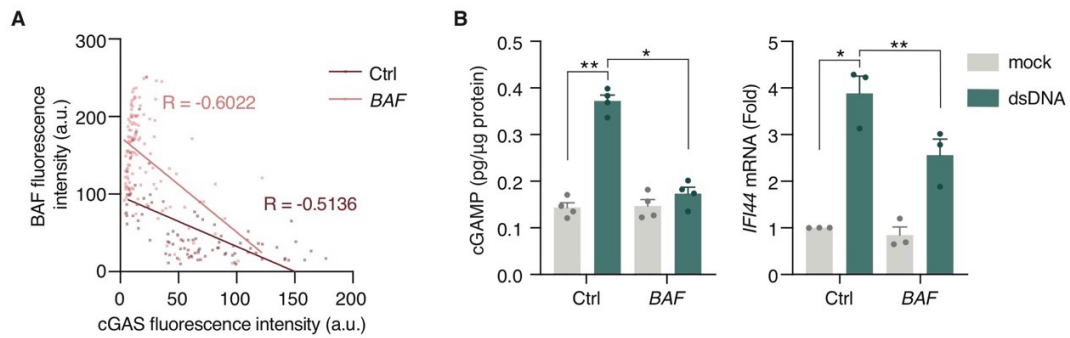 A
BAF fluorescence
intensity (a.u.)
300
200
100
0
0 50 100 150 200
cGAS fluorescence intensity (a.u.)
R = -0.6022
R = -0.5136
Ctrl
BAF
B
cGAMP (pg/µg protein)
0.5
0.4
0.3
0.2
0.1
0.0
** *
Ctrl BAF
IFI44 mRNA (Fold)
5
4
3
2
1
0
* **
Ctrl BAF
mock
dsDNA